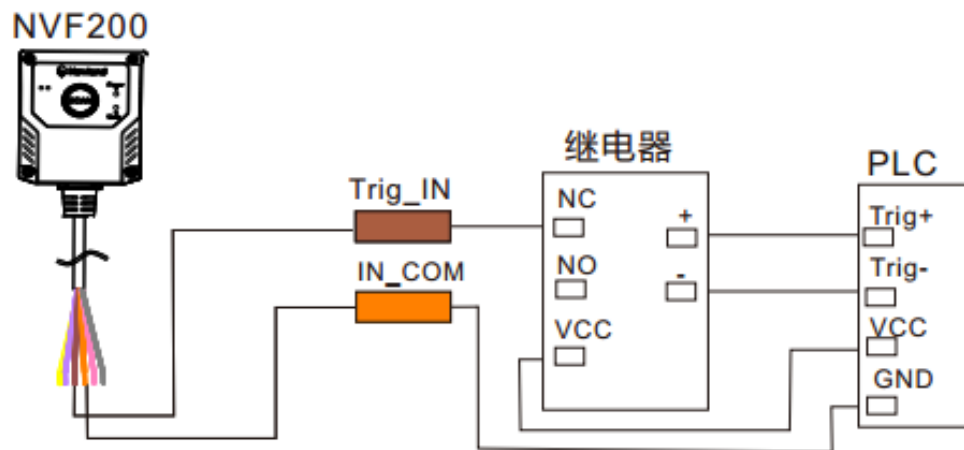 NVF200
继电器
PLC
Trig_IN
IN_COM
NC
NO
VCC
+
-
Trig+
Trig-
VCC
GND